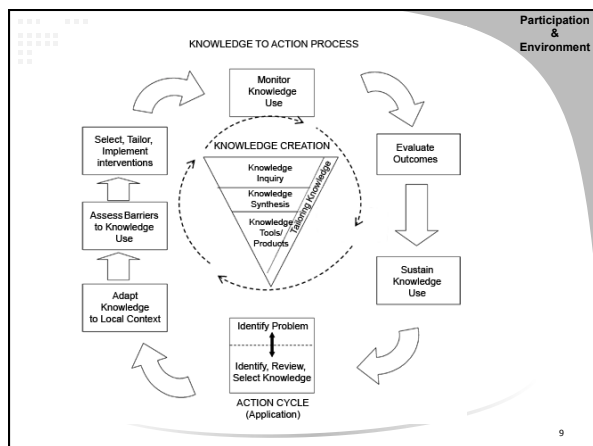 Participation
&
Environment
KNOWLEDGE TO ACTION PROCESS
Monitor
Knowledge
Use
Select, Tailor,
Implement
interventions
KNOWLEDGE CREATION
Knowledge
Inquiry
Knowledge
Synthesis
Knowledge
Tools/
Products
Tailoring Knowledge
Evaluate
Outcomes
Assess Barriers
to Knowledge
Use
Sustain
Knowledge
Use
Adapt
Knowledge
to Local Context
Identify Problem
Identify, Review,
Select Knowledge
ACTION CYCLE
(Application)
9